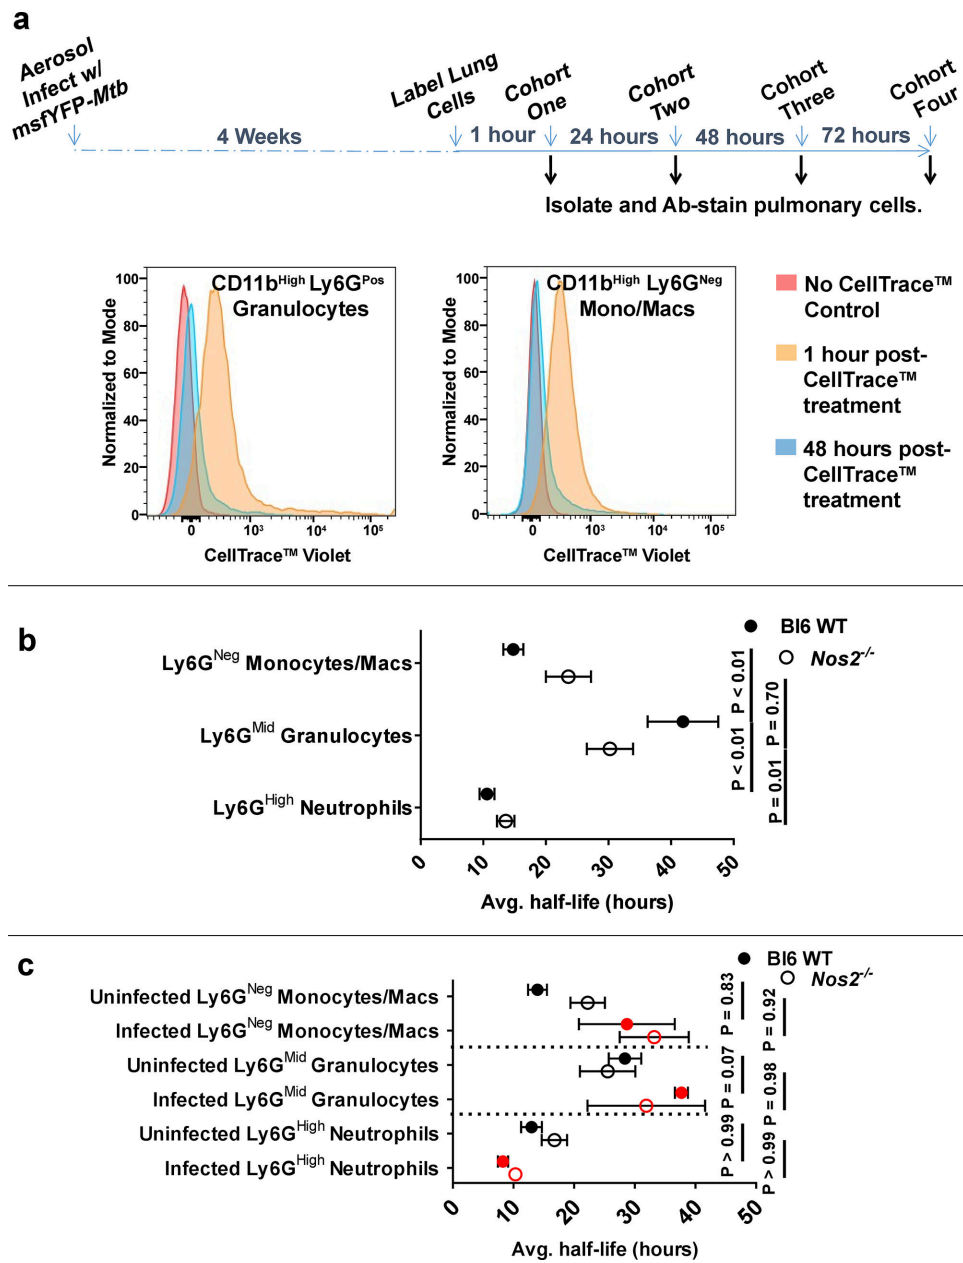 a
Aerosol
Infect w/
msfYFP-Mtb
Label Lung
Cells
Cohort
One
Cohort
Two
Cohort
Three
Cohort
Four
4 Weeks
1 hour
24 hours
48 hours
72 hours
Isolate and Ab-stain pulmonary cells.
CD11bHigh Ly6GPos
Granulocytes
Normalized to Mode
100
80
60
40
20
0
0
10³
10⁴
10⁵
CellTrace™ Violet
CD11bHigh Ly6GNeg
Mono/Macs
Normalized to Mode
100
80
60
40
20
0
0
10³
10⁴
10⁵
CellTrace™ Violet
No CellTrace™
Control
1 hour post-
CellTrace™
treatment
48 hours post-
CellTrace™
treatment
b
BI6 WT
Nos2-/-
Ly6GNeg Monocytes/Macs
Ly6GMid Granulocytes
Ly6GHigh Neutrophils
P < 0.01
P < 0.01
P = 0.70
P = 0.01
0
10
20
30
40
50
Avg. half-life (hours)
c
BI6 WT
Nos2-/-
Uninfected Ly6GNeg Monocytes/Macs
Infected Ly6GNeg Monocytes/Macs
Uninfected Ly6GMid Granulocytes
Infected Ly6GMid Granulocytes
Uninfected Ly6GHigh Neutrophils
Infected Ly6GHigh Neutrophils
P = 0.83
P = 0.07
P > 0.99
P = 0.92
P = 0.98
P > 0.99
0
10
20
30
40
50
Avg. half-life (hours)